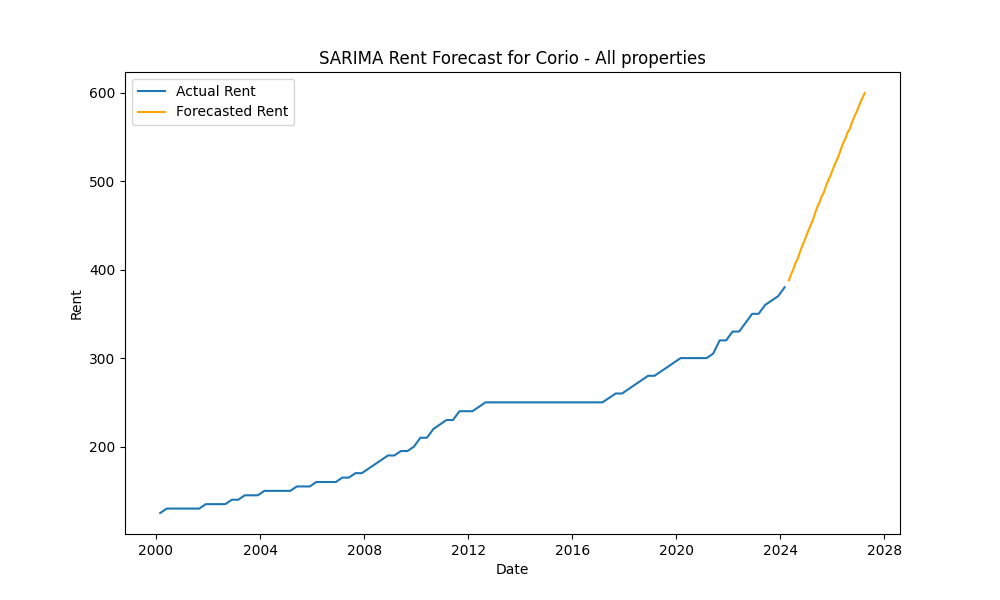 SARIMA Rent Forecast for Corio - All properties
Actual Rent
Forecasted Rent
600
500
400
300
200
Rent
2000 2004 2008 2012 2016 2020 2024 2028
Date